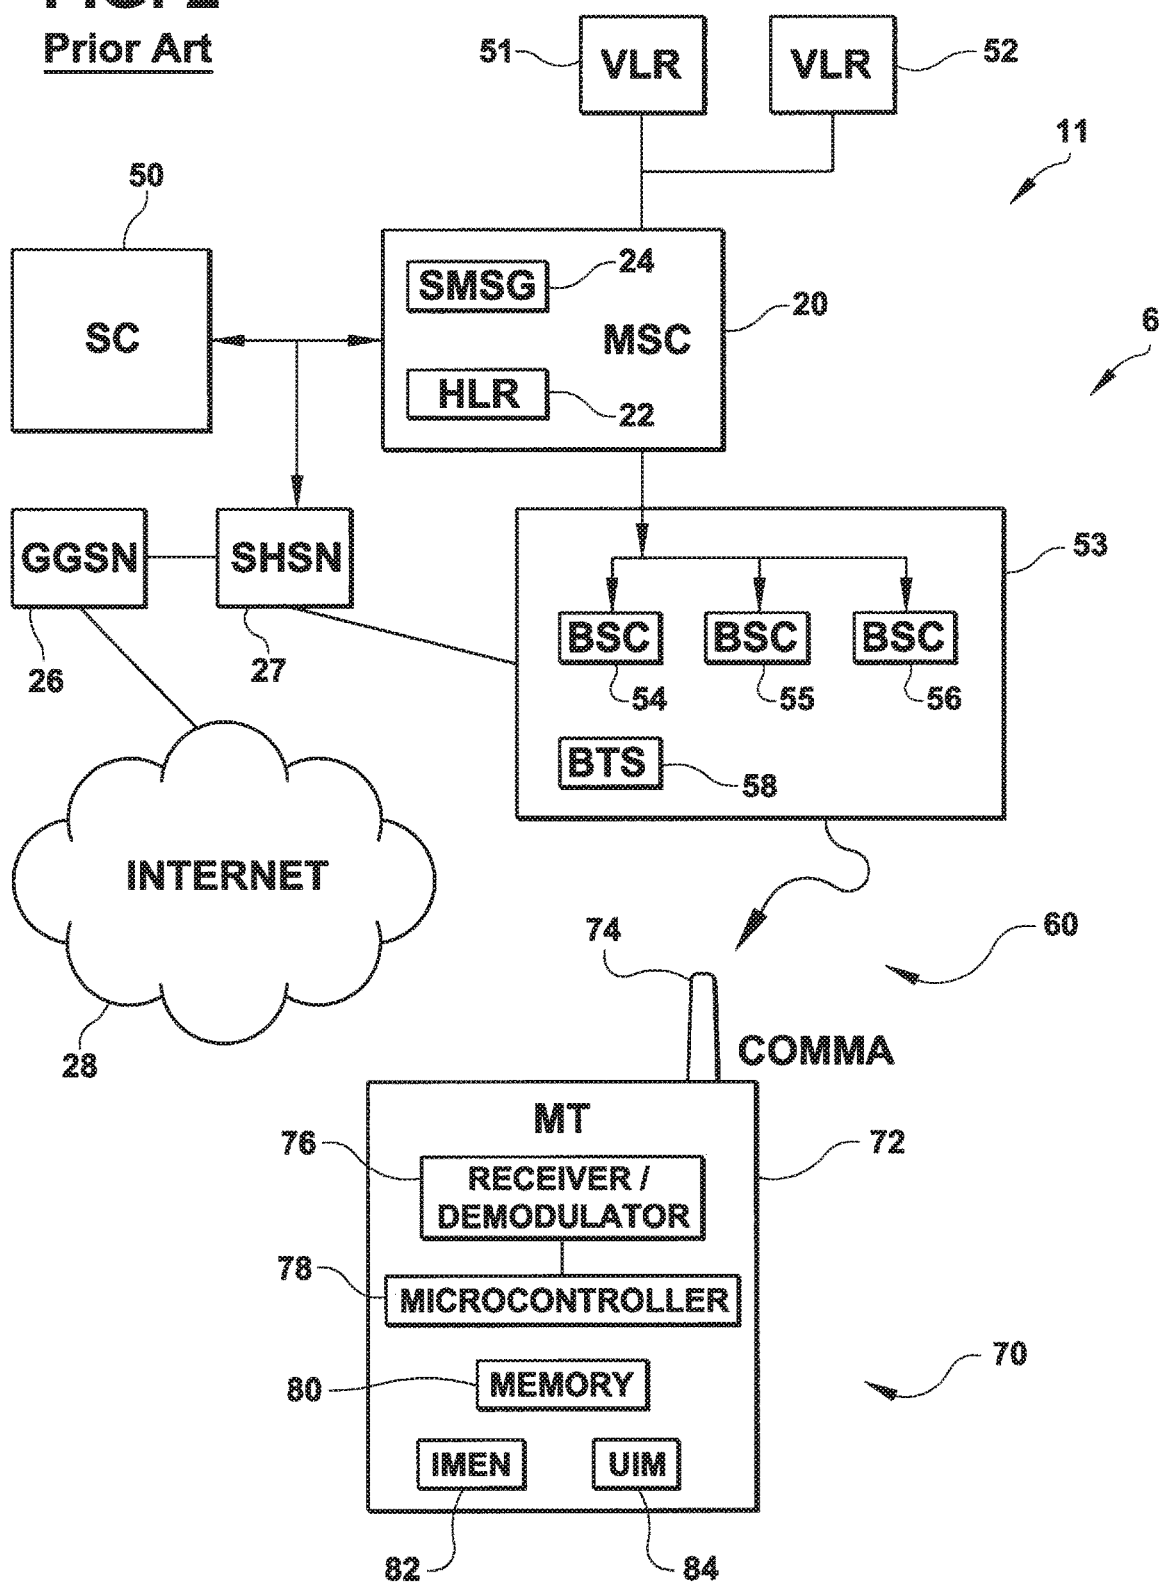 Prior Art
51
VLR
VLR
52
11
50
SC
SMSG
24
MSC
20
HLR
22
6
GGSN
SHSN
26
27
53
BSC
BSC
BSC
54
55
56
BTS
58
INTERNET
28
60
74
COMMA
MT
76
72
RECEIVER /
DEMODULATOR
78
MICROCONTROLLER
70
80
MEMORY
IMEN
UIM
82
84